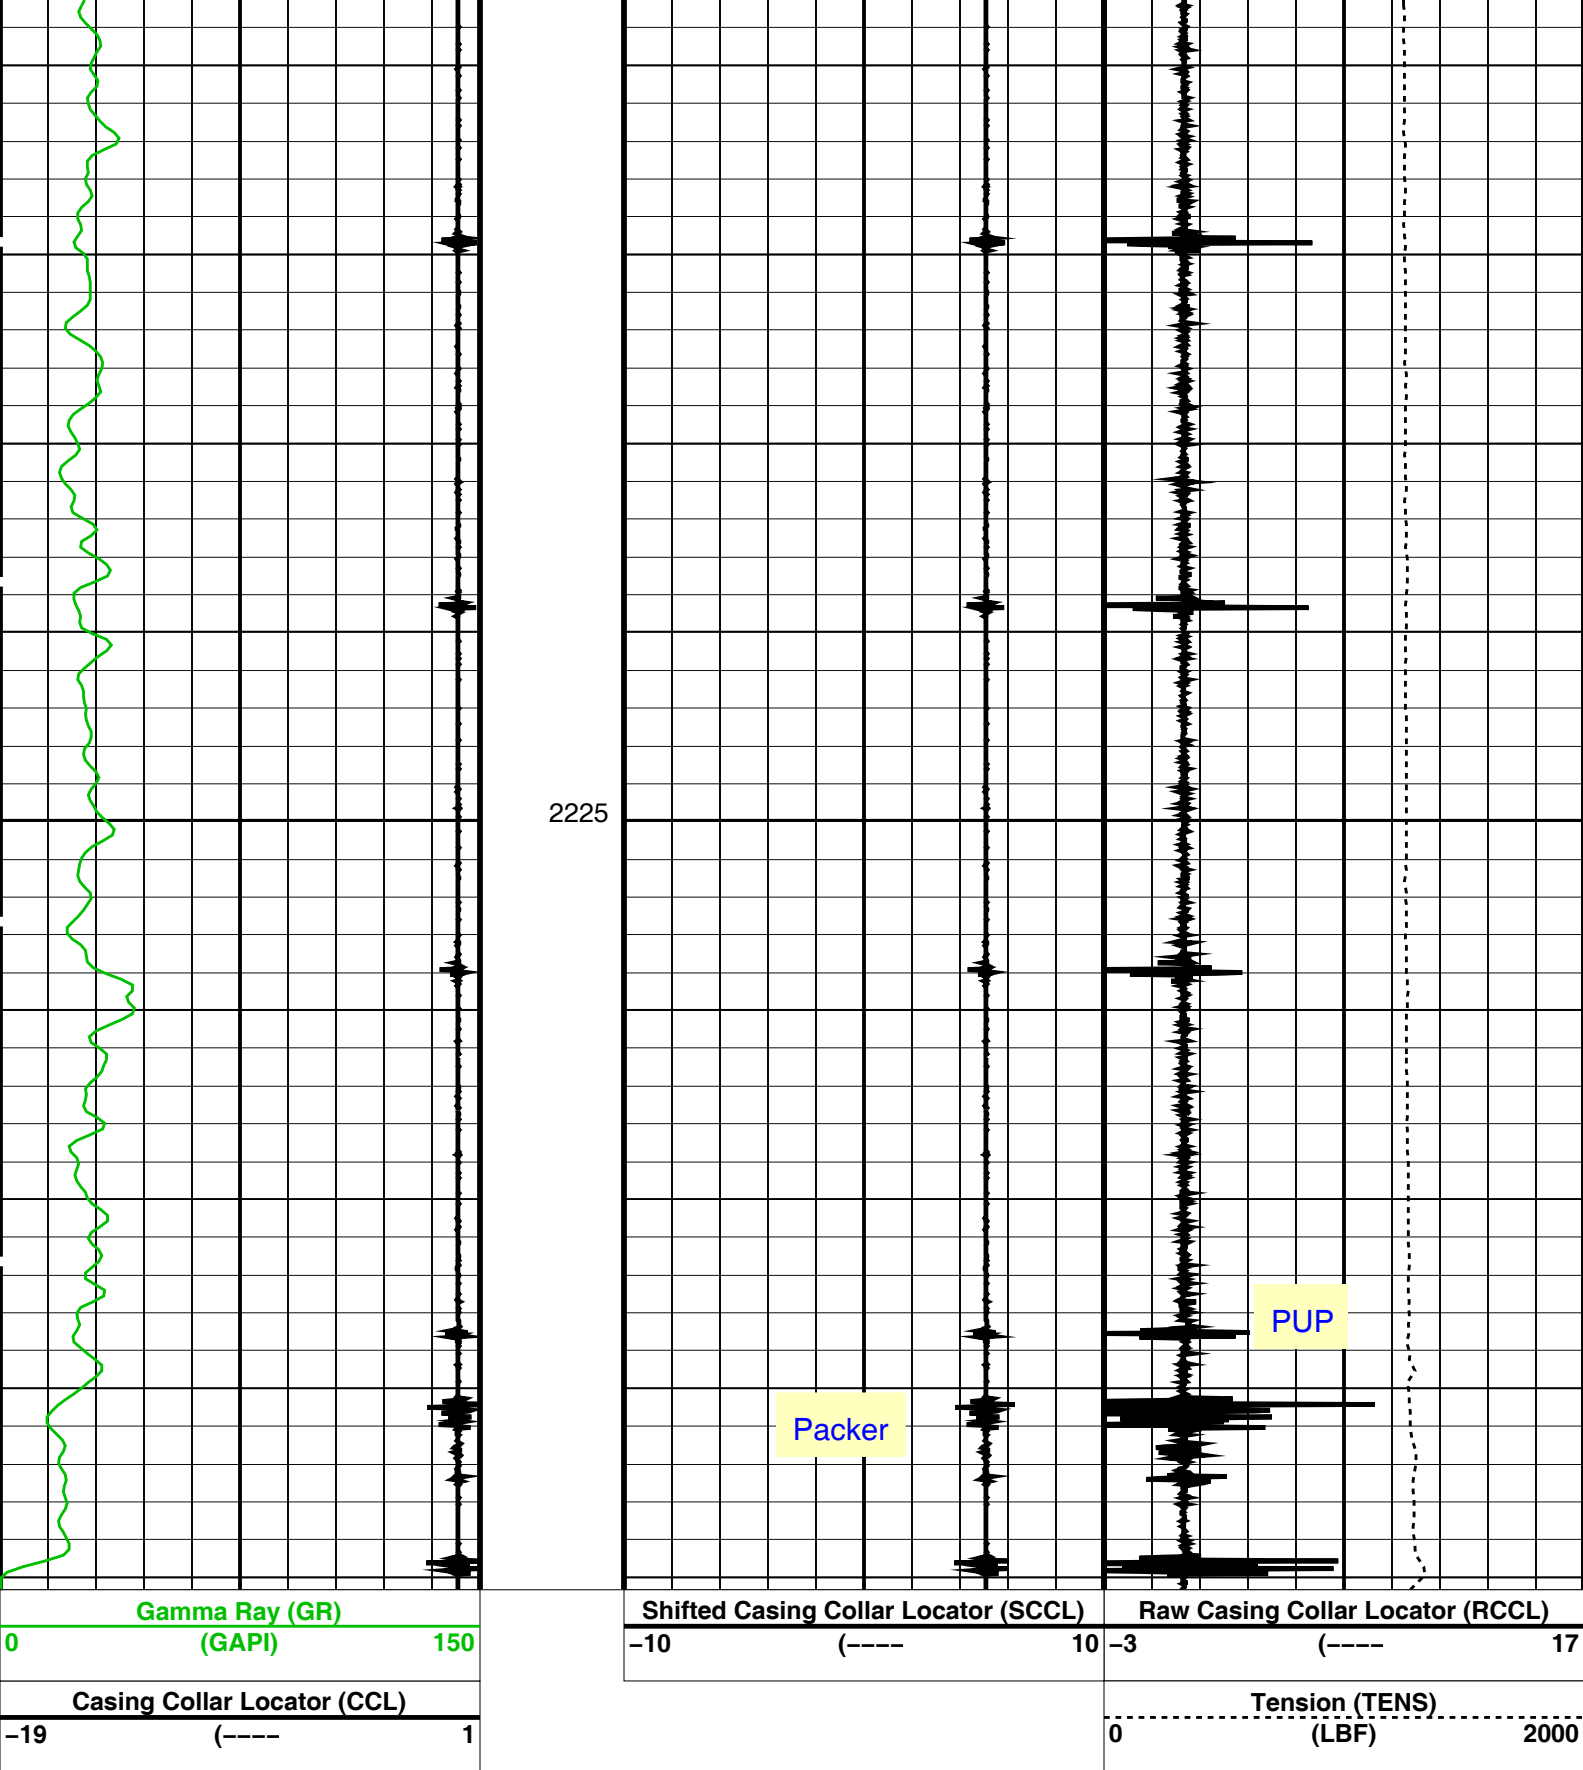 2225
PUP
Packer
Gamma Ray (GR)
0 (GAPI) 150
Shifted Casing Collar Locator (SCCL)
−10 (−−−− 10
Raw Casing Collar Locator (RCCL)
−3 (−−−− 17
Casing Collar Locator (CCL)
−19 (−−−− 1
Tension (TENS)
0 (LBF) 2000